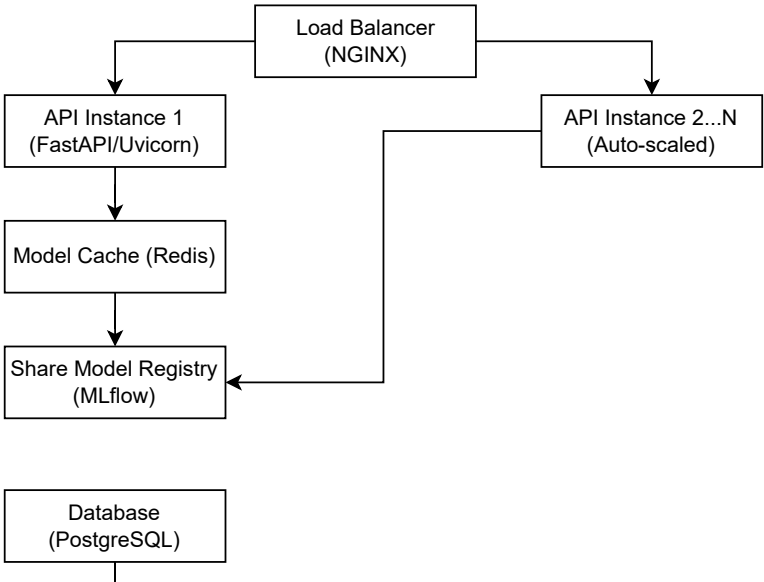 Load Balancer
(NGINX)
API Instance 1
(FastAPI/Uvicorn)
API Instance 2...N
(Auto-scaled)
Model Cache (Redis)
Share Model Registry
(MLflow)
Database
(PostgreSQL)